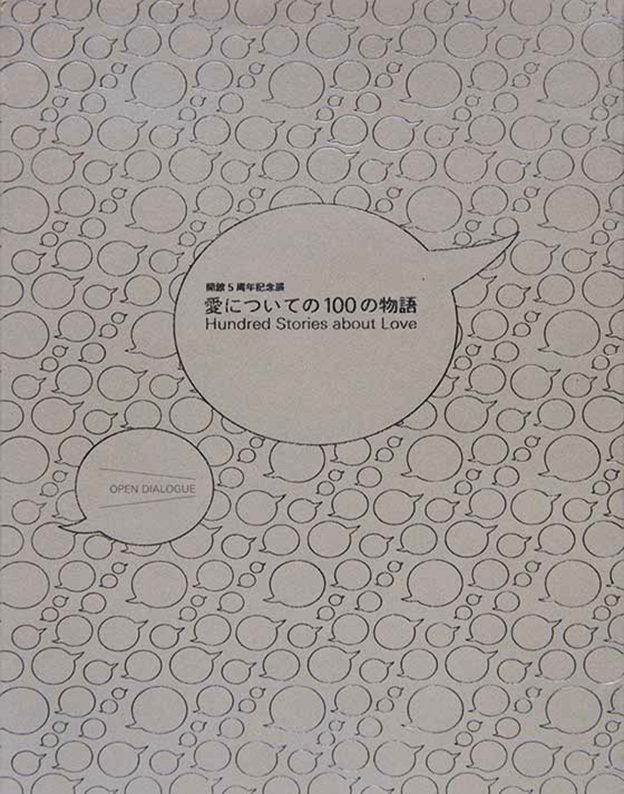 開館5周年記念展
愛についての100の物語
Hundred Stories about Love
OPEN DIALOGUE